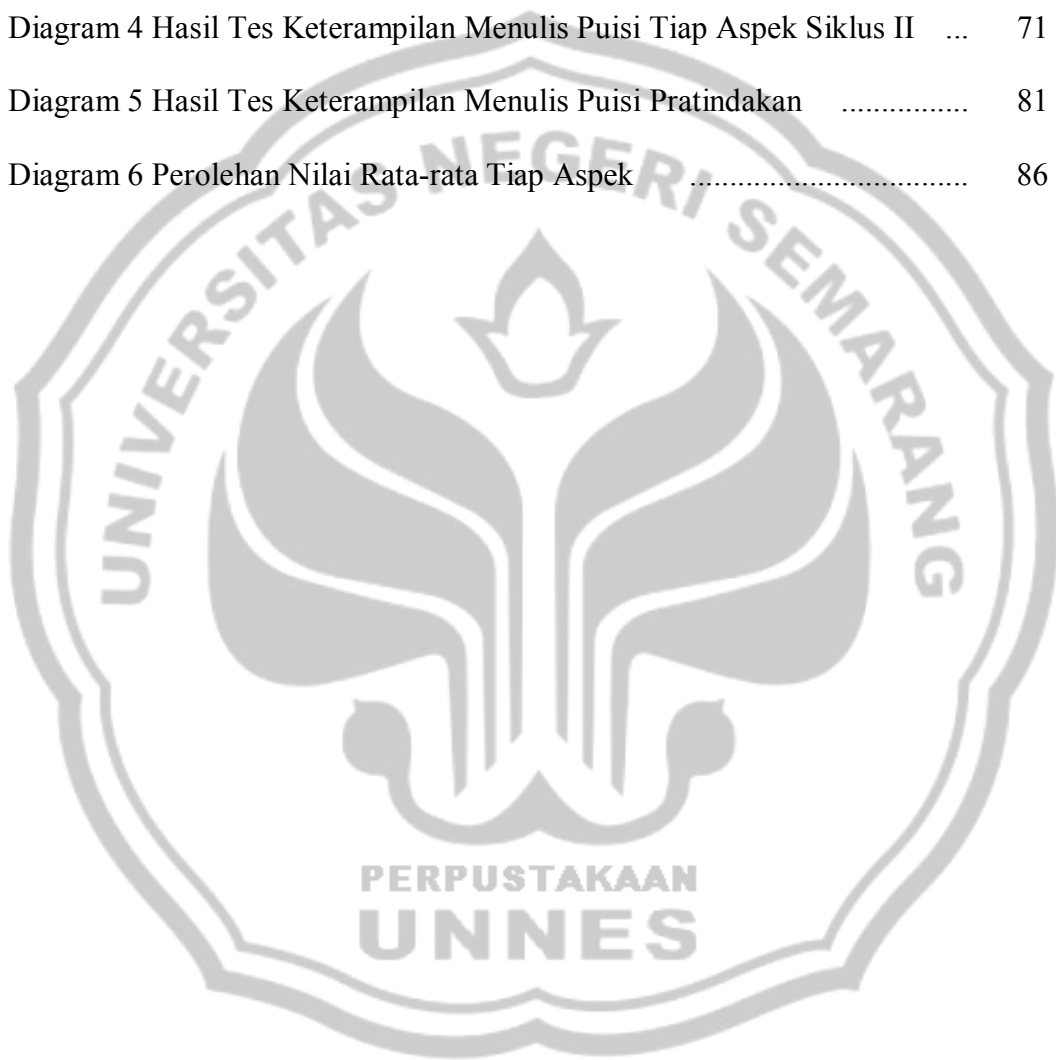 Diagram 4 Hasil Tes Keterampilan Menulis Puisi Tiap Aspek Siklus II ... 71
Diagram 5 Hasil Tes Keterampilan Menulis Puisi Pratindakan ............... 81
Diagram 6 Perolehan Nilai Rata-rata Tiap Aspek ................................. 86
UNIVERSITAS NEGERI SEMARANG
PERPUSTAKAAN
UNNES